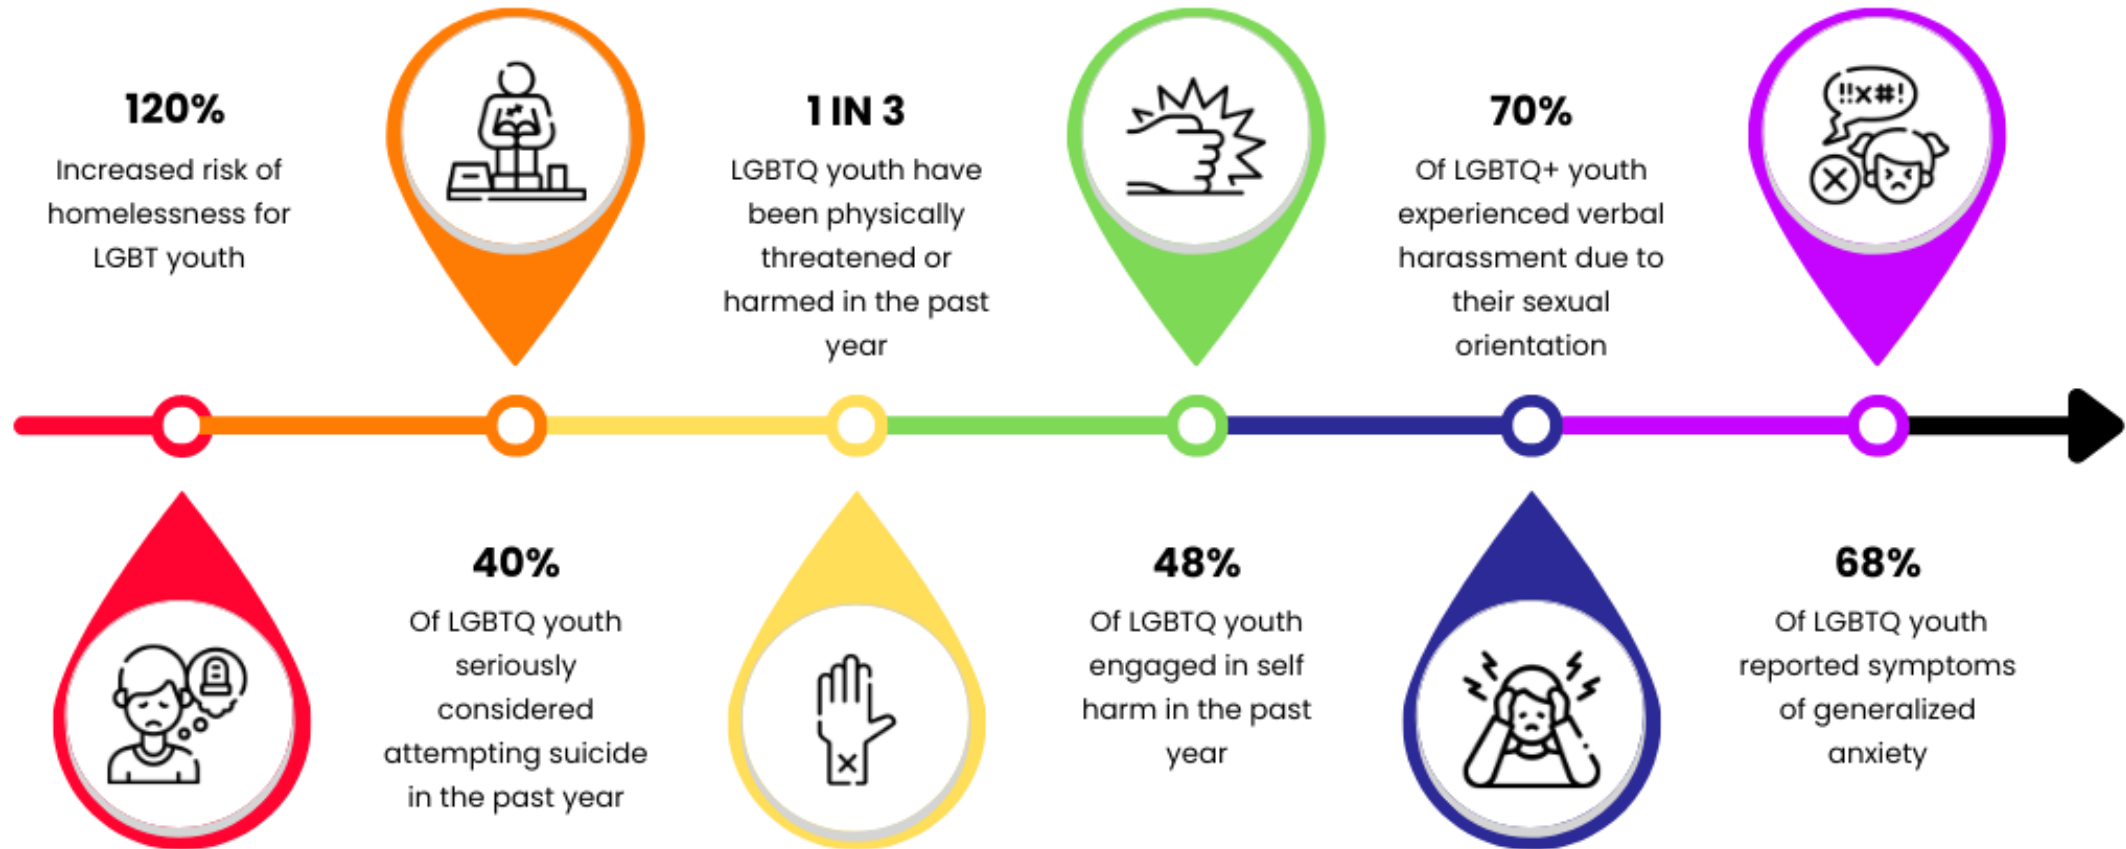 120%
Increased risk of
homelessness for
LGBT youth
40%
Of LGBTQ youth
seriously
considered
attempting suicide
in the past year
1 IN 3
LGBTQ youth have
been physically
threatened or
harmed in the past
year
48%
Of LGBTQ youth
engaged in self
harm in the past
year
70%
Of LGBTQ+ youth
experienced verbal
harassment due to
their sexual
orientation
!!x#!
68%
Of LGBTQ youth
reported symptoms
of generalized
anxiety